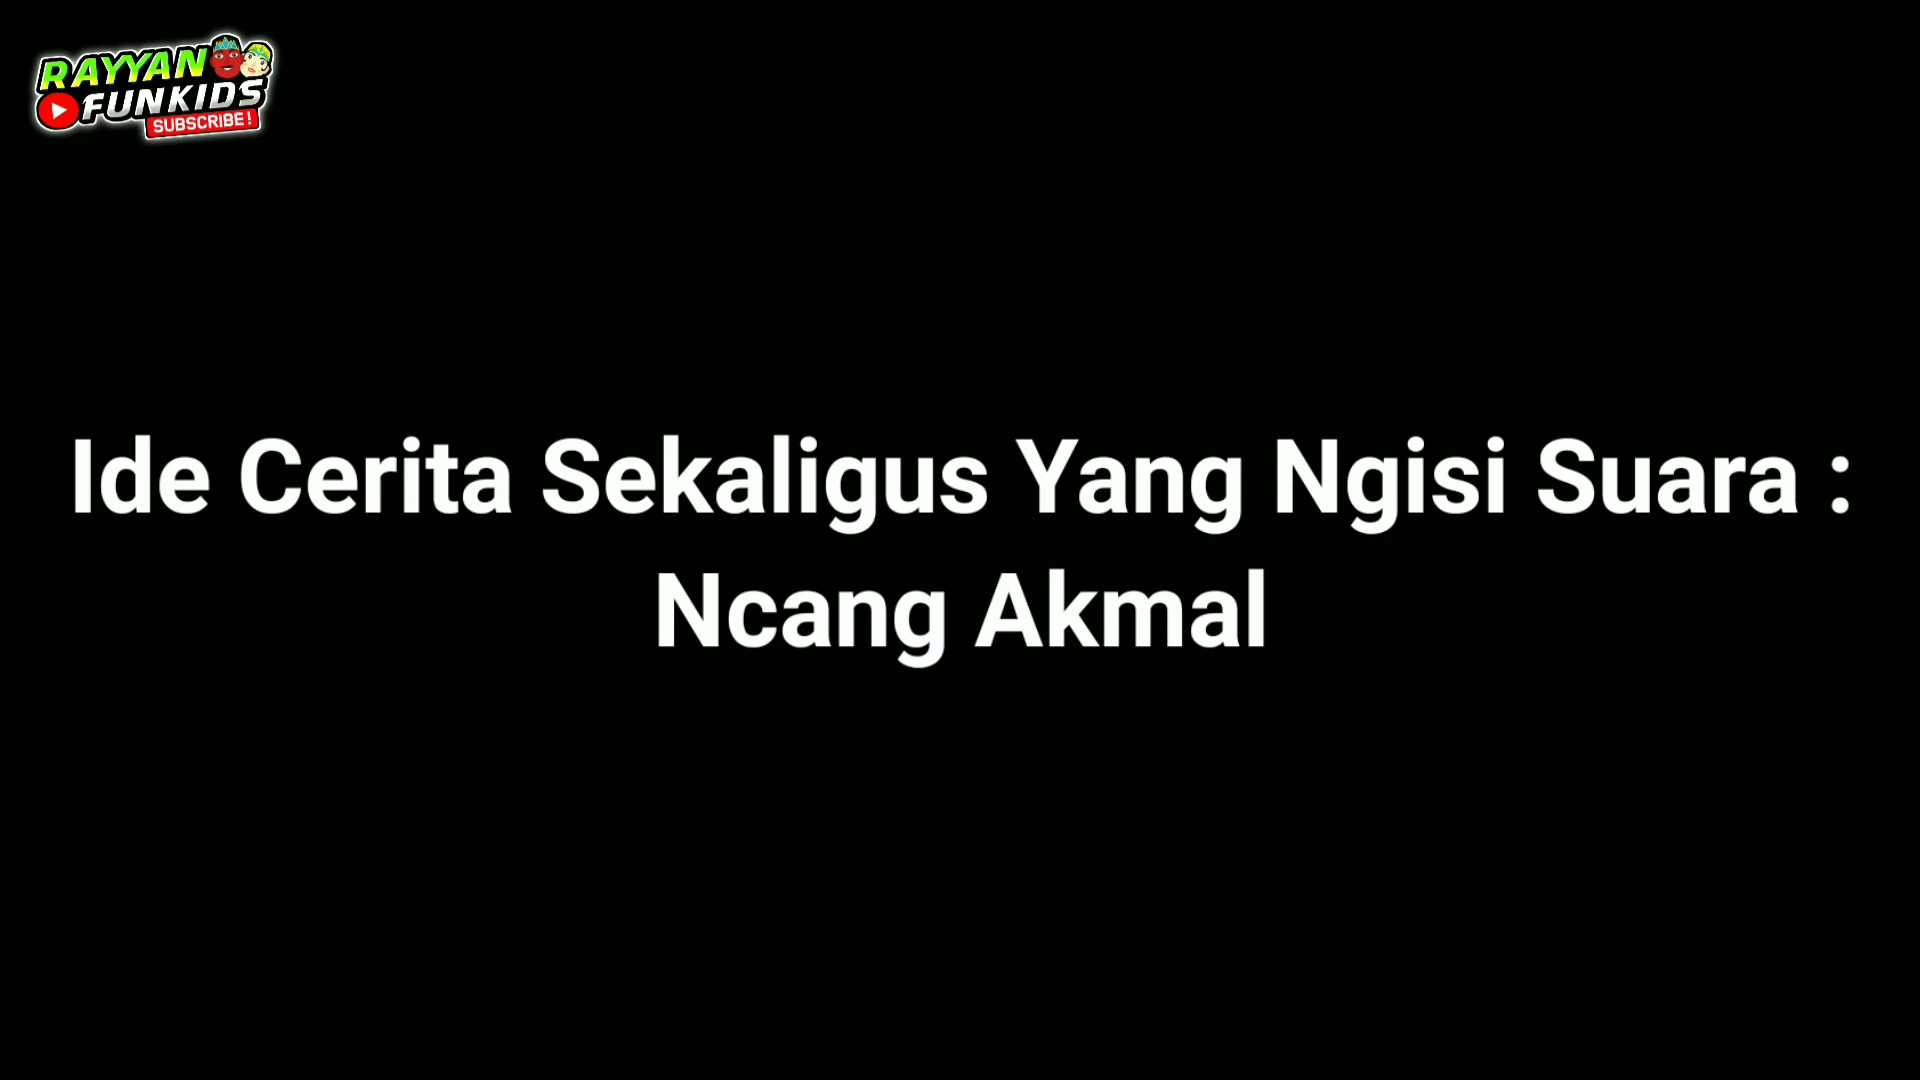 RAYYAN
FUNKIDS
SUBSCRIBE!
Ide Cerita Sekaligus Yang Ngisi Suara :
Ncang Akmal